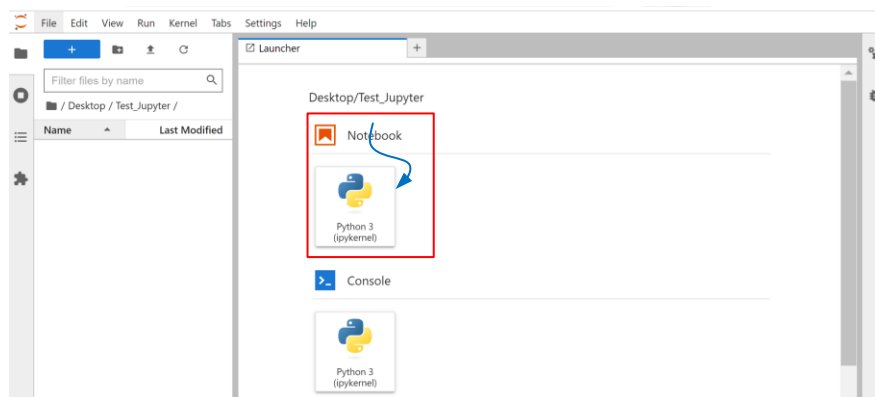 File Edit View Run Kernel Tabs Settings Help
Launcher
Filter files by name
/ Desktop / Test_Jupyter /
Name Last Modified
Desktop/Test_Jupyter
Notebook
Python 3
(ipykernel)
Console
Python 3
(ipykernel)